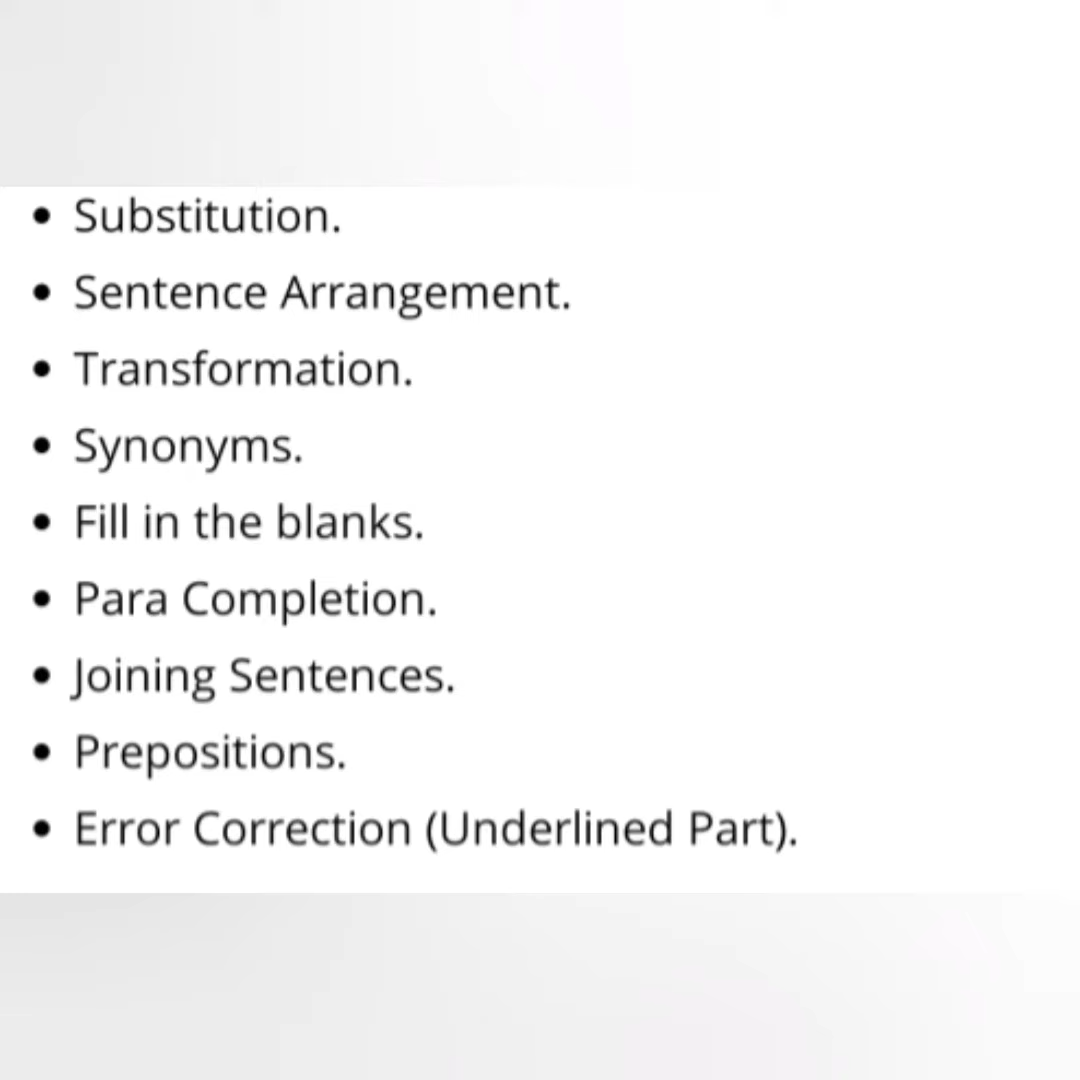 • Substitution.
• Sentence Arrangement.
• Transformation.
• Synonyms.
• Fill in the blanks.
• Para Completion.
• Joining Sentences.
• Prepositions.
• Error Correction (Underlined Part).